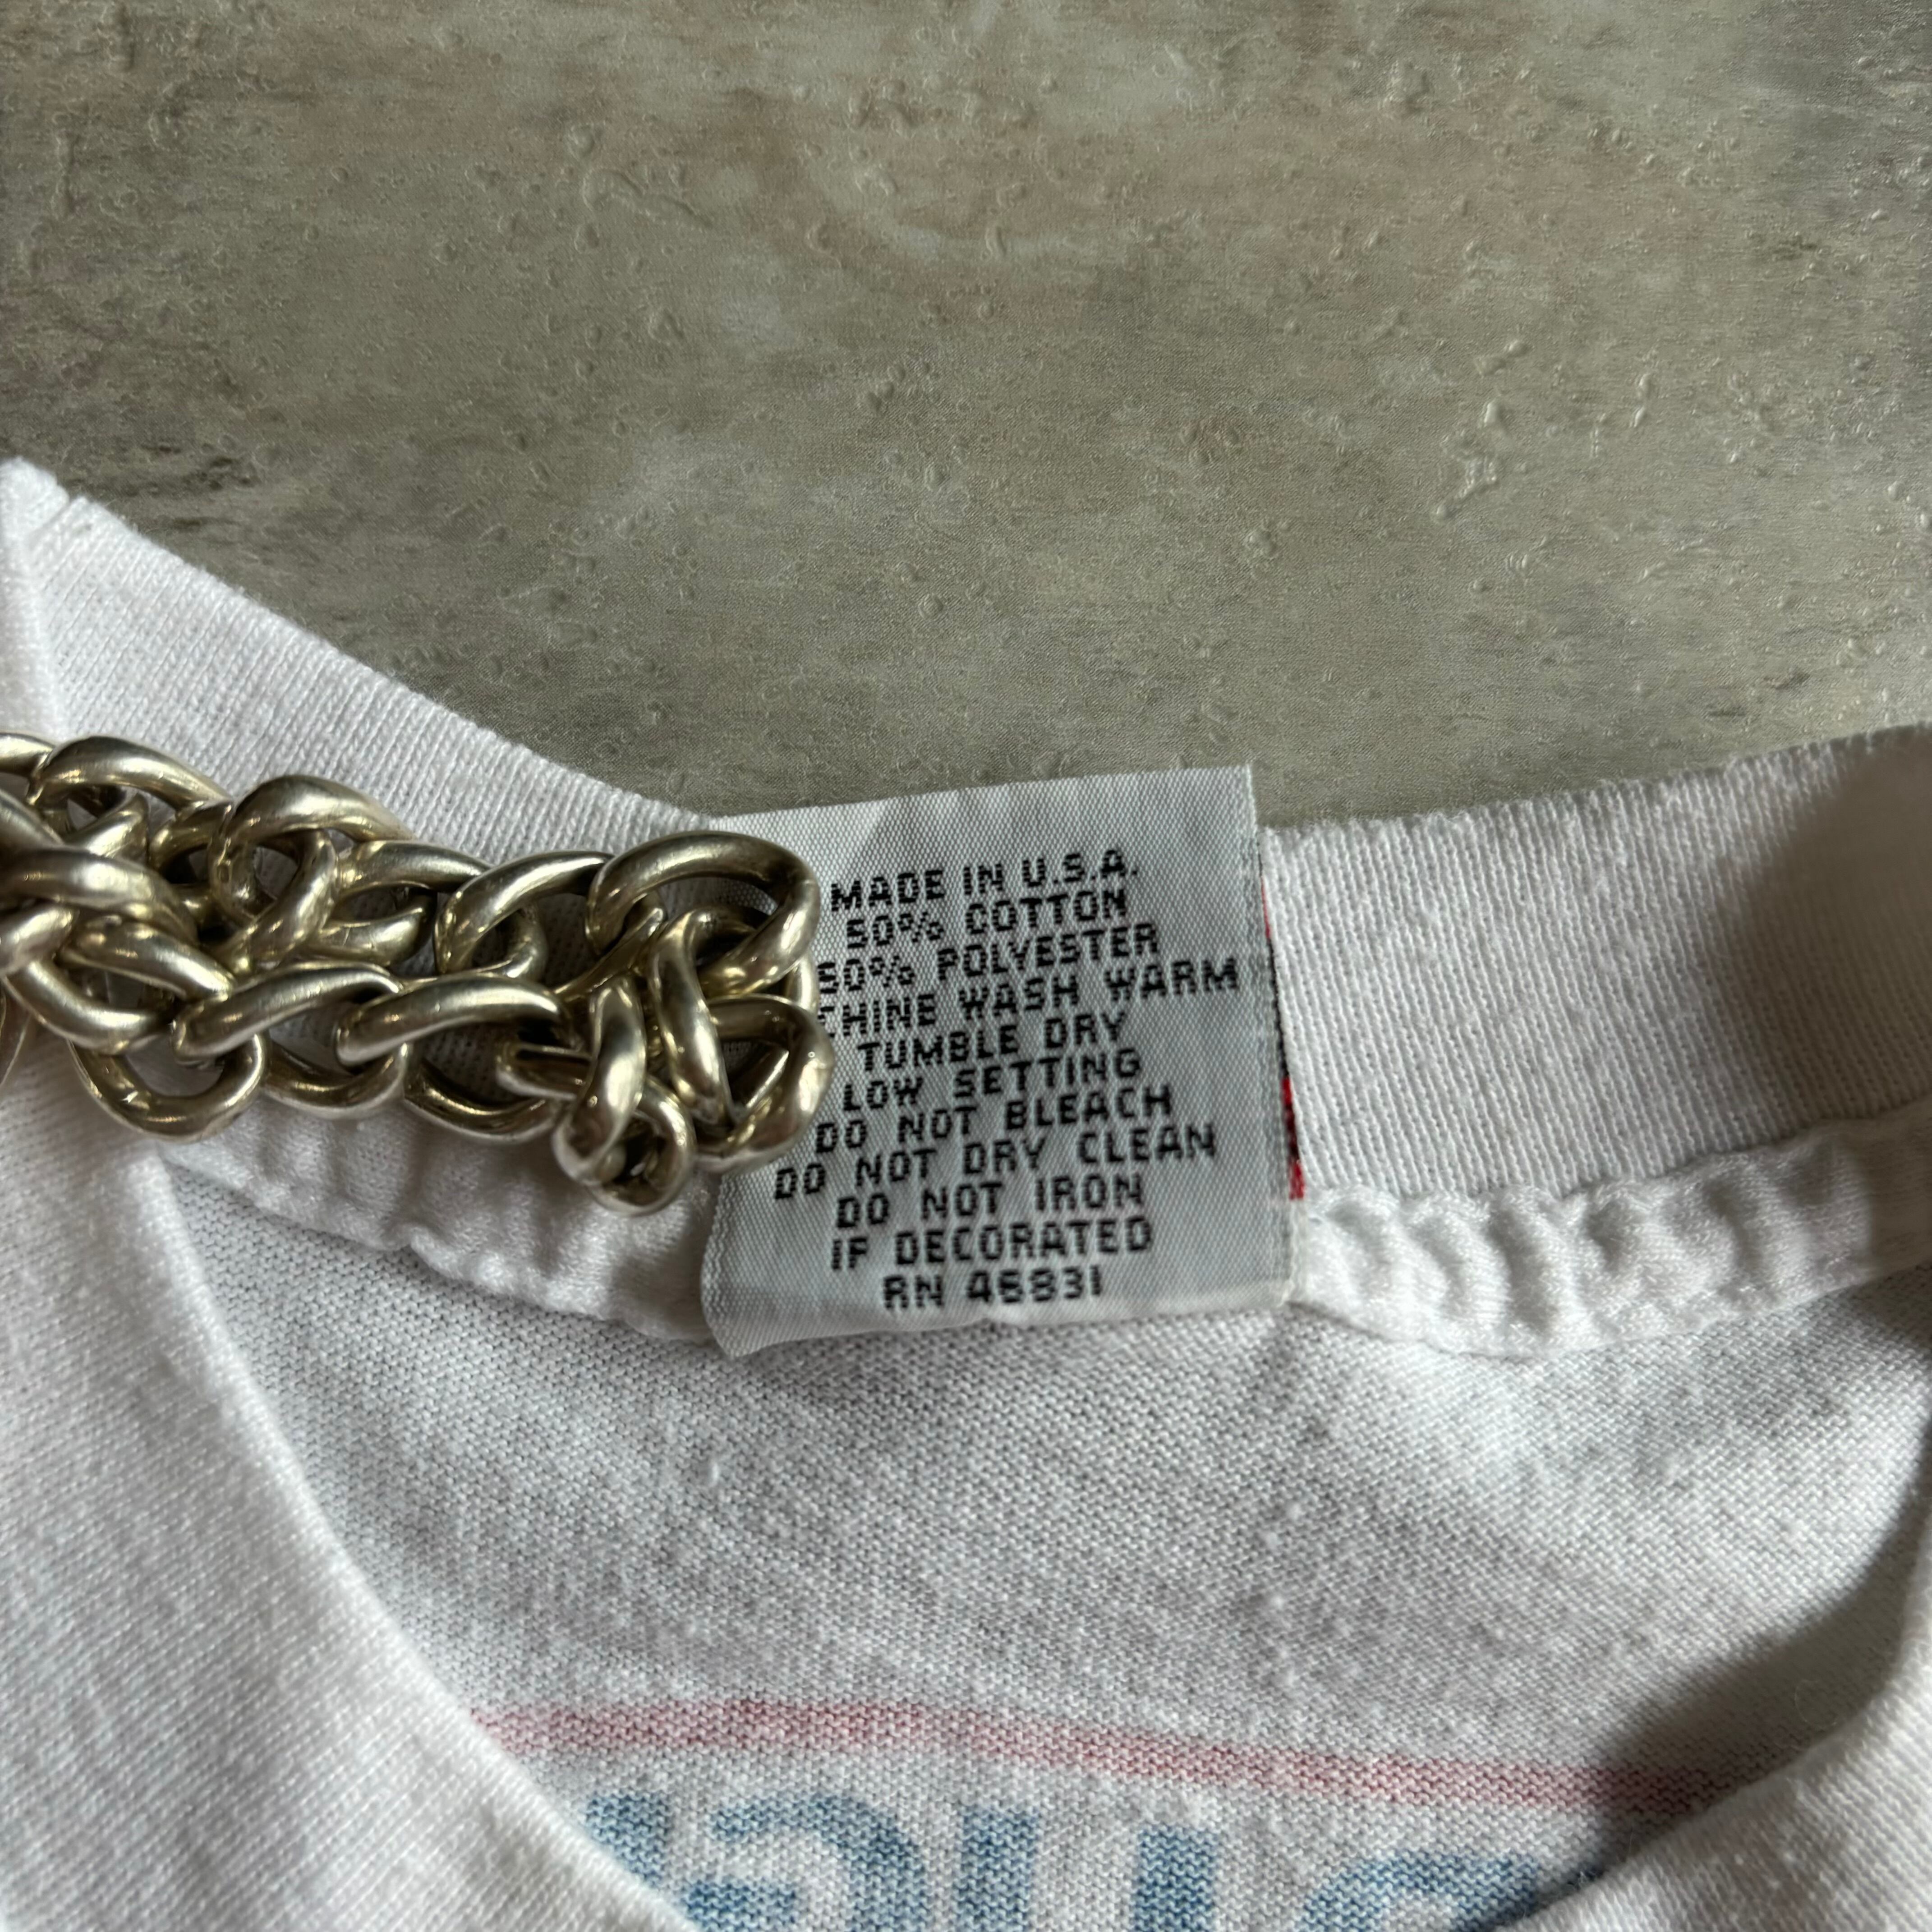 MADE IN U.S.A.
50% COTTON
50% POLYESTER
CHINE WASH WARM
TUMBLE DRY
LOW SETTING
DO NOT BLEACH
DO NOT DRY CLEAN
DO NOT IRON
IF DECORATED
RN 46831